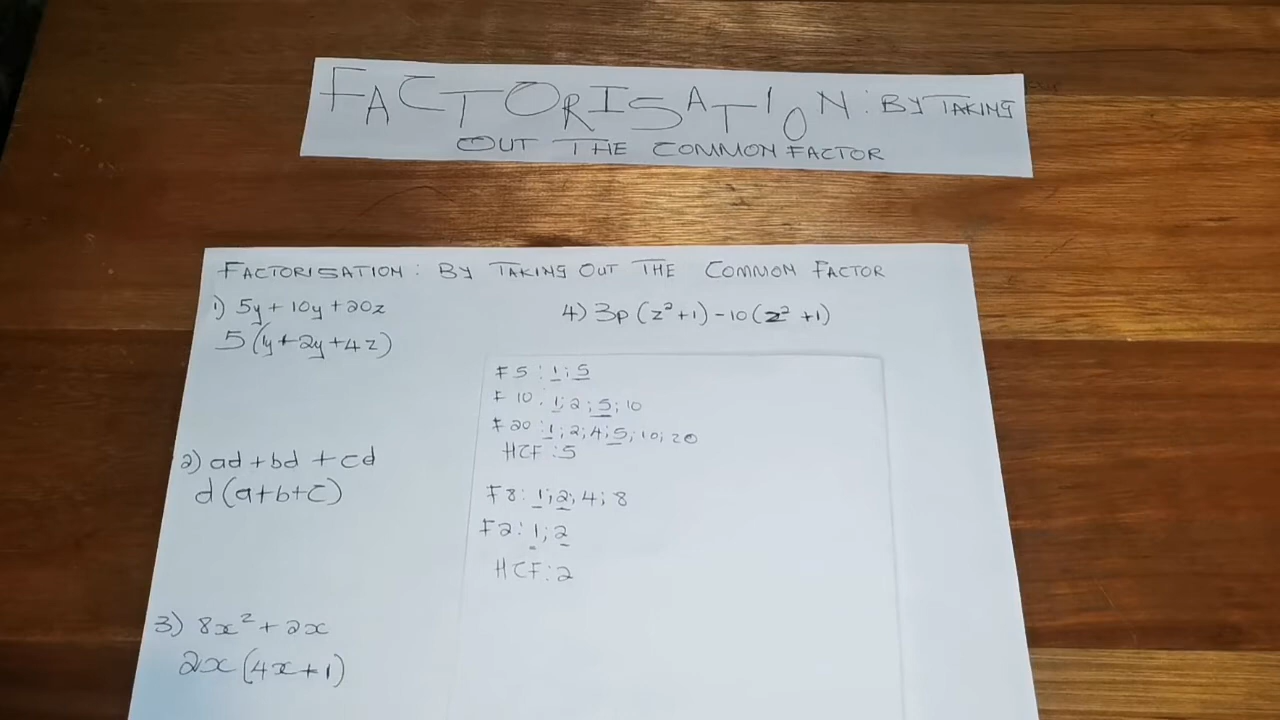 FACTORISATION: BY TAKING
OUT THE COMMON FACTOR
FACTORISATION: BY TAKING OUT THE COMMON FACTOR
1) 5y + 10y + 20z
5(1y+2y+4z)
2) ad + bd + cd
d(a+b+c)
3) 8x² + 2x
2x(4x+1)
4) 3p(z²+1) - 10(z²+1)
F5: 1; 5
F10: 1; 2; 5; 10
F20: 1; 2; 4; 5; 10; 20
HCF: 5
F8: 1; 2; 4; 8
F2: 1; 2
HCF: 2